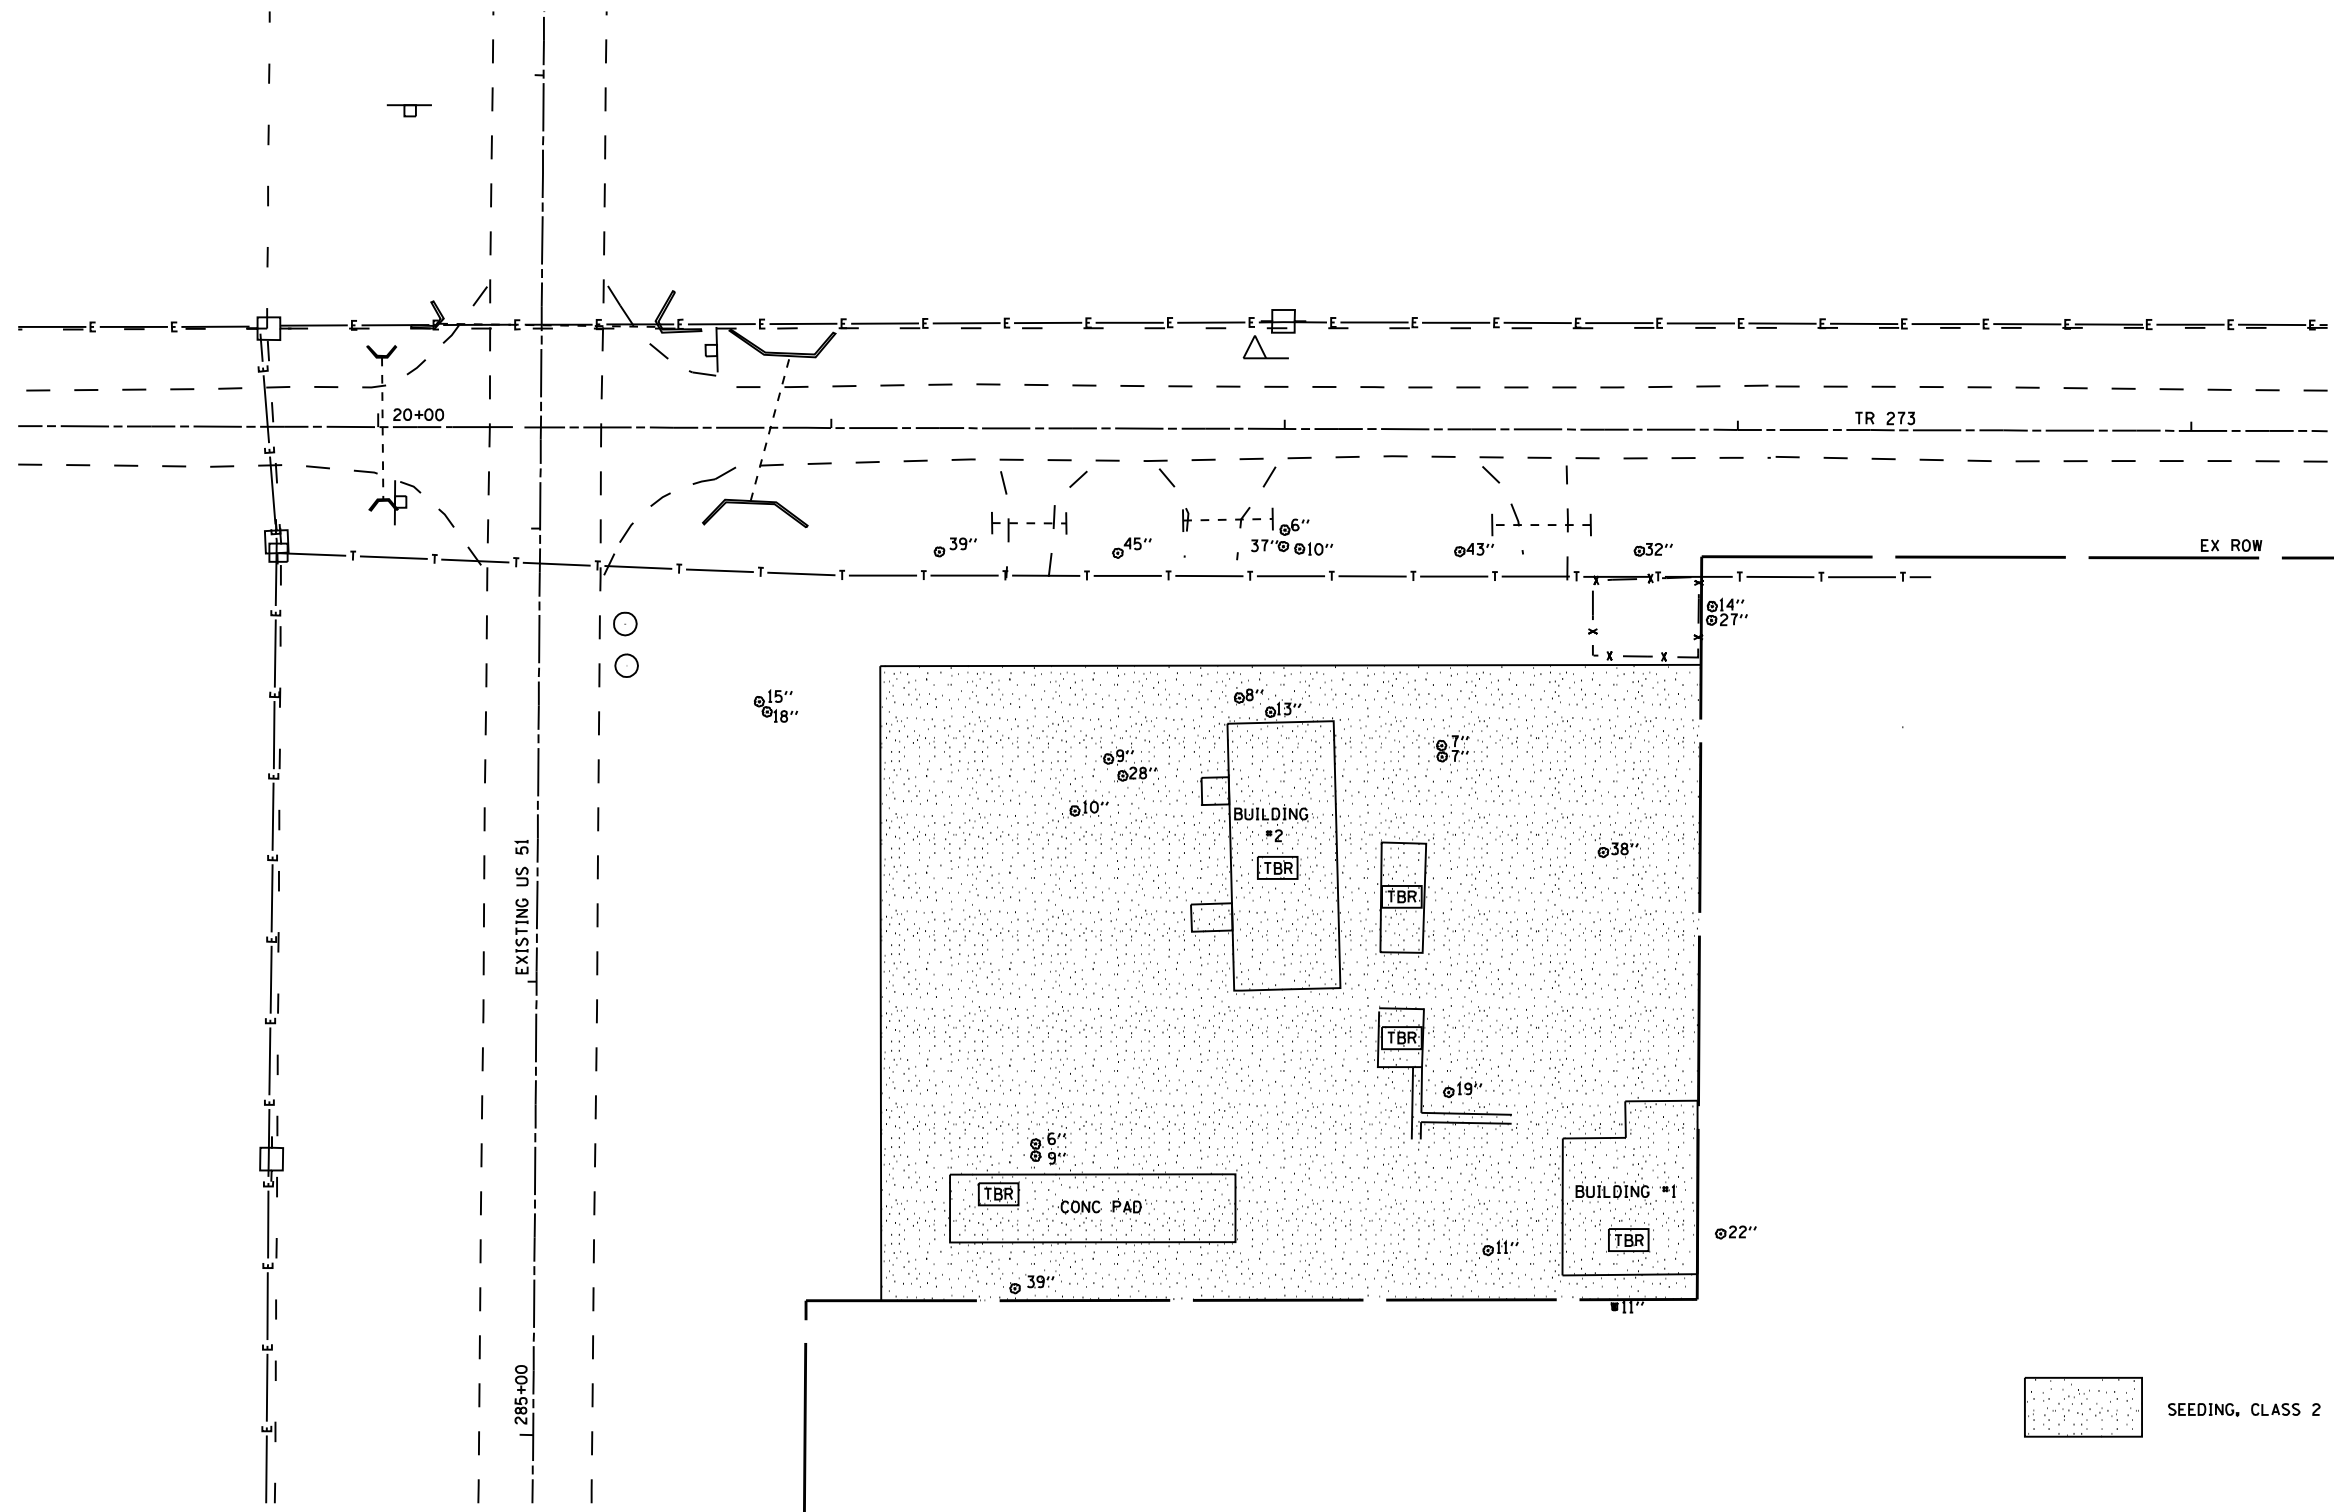 20+00
TR 273
6″
39″
45″
37″
10″
43″
32″
EX ROW
14″
27″
15″
18″
8″
13″
7″
7″
9″
28″
10″
BUILDING
#2
TBR
38″
TBR
EXISTING US 51
TBR
19″
6″
9″
TBR
CONC PAD
BUILDING #1
TBR
22″
11″
39″
11″
285+00
SEEDING, CLASS 2